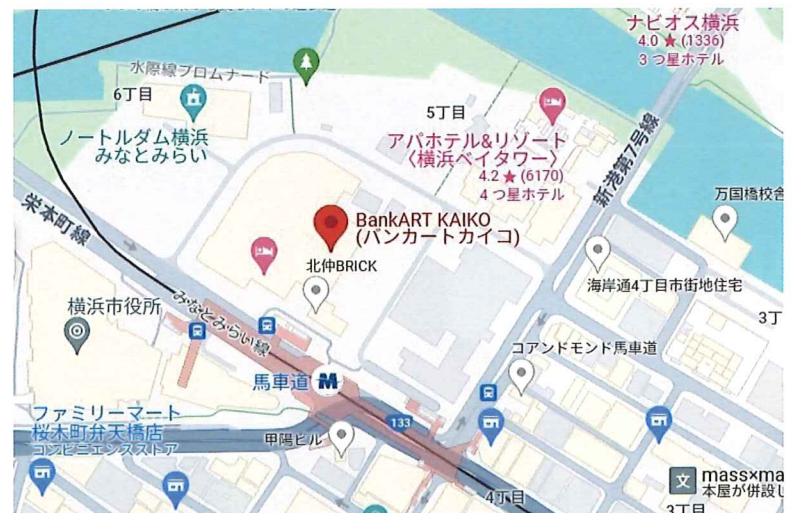 ナビオス横浜
4.0 ★ (1336)
3 つ星ホテル
水際線プロムナード
6丁目
5丁目
ノートルダム横浜
みなとみらい
アパホテル&リゾート
〈横浜ベイタワー〉
4.2 ★ (6170)
4 つ星ホテル
新港第7号線
万国橋校舎
栄本町線
BankART KAIKO
(バンカートカイコ)
北仲BRICK
海岸通4丁目市街地住宅
横浜市役所
みなとみらい線
3丁
コアンドモンド馬車道
馬車道
ファミリーマート
桜木町弁天橋店
コンビニエンスストア
133
甲陽ビル
4丁目
文
mass×ma
本屋が併設し
3丁目